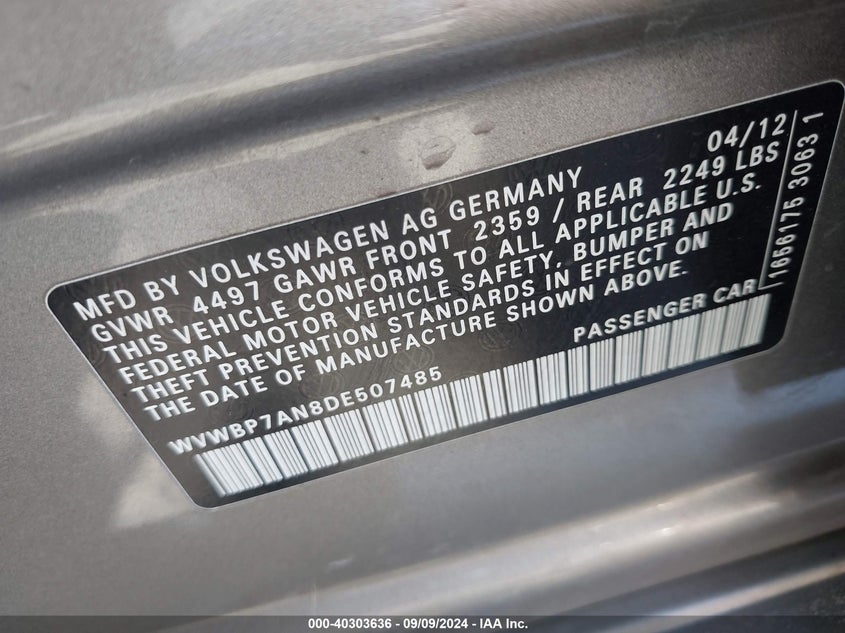 MFD BY VOLKSWAGEN AG GERMANY 04/12
GVWR 4497 GAWR FRONT 2359 / REAR 2249 LBS
THIS VEHICLE CONFORMS TO ALL APPLICABLE U.S.
FEDERAL MOTOR VEHICLE SAFETY, BUMPER AND
THEFT PREVENTION STANDARDS IN EFFECT ON
THE DATE OF MANUFACTURE SHOWN ABOVE.
WVWBP7AN8DE507485 PASSENGER CAR
1656175 3063 1
000-40303636 - 09/09/2024 - IAA Inc.